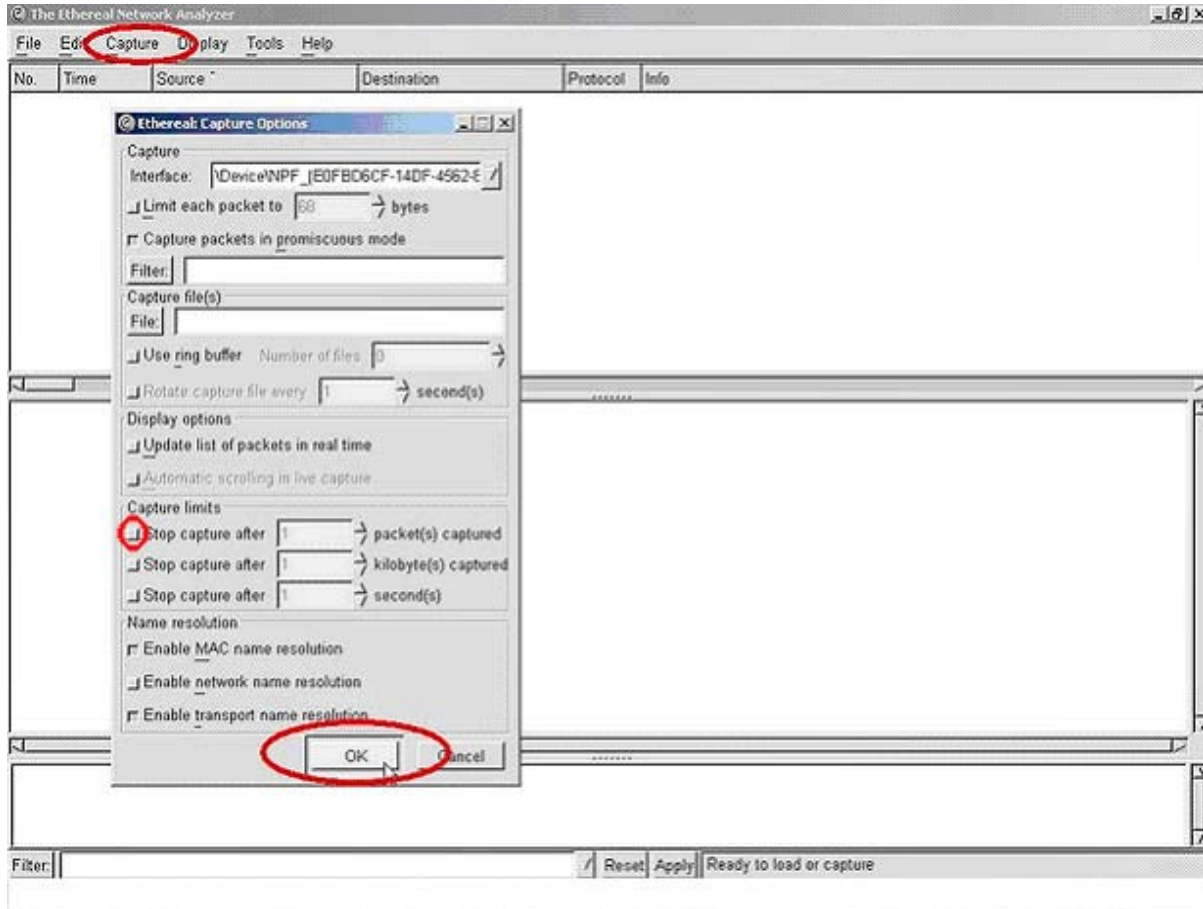 The Ethereal Network Analyzer
File Edit Capture Display Tools Help
No. Time Source Destination Protocol Info
Ethereal: Capture Options
Capture
Interface: \Device\NPF_{E0FBD6CF-14DF-4562-E
Limit each packet to 68 bytes
Capture packets in promiscuous mode
Filter:
Capture file(s)
File:
Use ring buffer Number of files 0
Rotate capture file every 1 second(s)
Display options
Update list of packets in real time
Automatic scrolling in live capture
Capture limits
Stop capture after 1 packet(s) captured
Stop capture after 1 kilobyte(s) captured
Stop capture after 1 second(s)
Name resolution
Enable MAC name resolution
Enable network name resolution
Enable transport name resolution
OK Cancel
Filter: Reset Apply Ready to load or capture